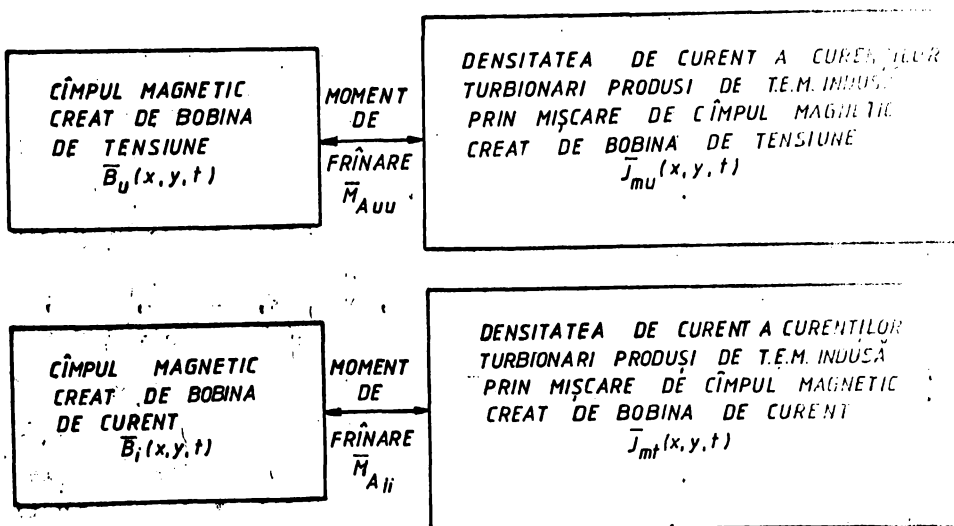 CÎMPUL MAGNETIC
CREAT DE BOBINA
DE TENSIUNE
B̅u(x,y,t)
MOMENT
DE
FRÎNARE
M̅Auu
DENSITATEA DE CURENT A CURENȚILOR
TURBIONARI PRODUSI DE T.E.M. INDUSĂ
PRIN MIȘCARE DE CÎMPUL MAGNETIC
CREAT DE BOBINA DE TENSIUNE
J̅mu(x,y,t)
CÎMPUL MAGNETIC
CREAT DE BOBINA
DE CURENT
B̅i(x,y,t)
MOMENT
DE
FRÎNARE
M̅AIi
DENSITATEA DE CURENT A CURENȚILOR
TURBIONARI PRODUȘI DE T.E.M. INDUSĂ
PRIN MIȘCARE DE CÎMPUL MAGNETIC
CREAT DE BOBINA DE CURENT
J̅mt(x,y,t)